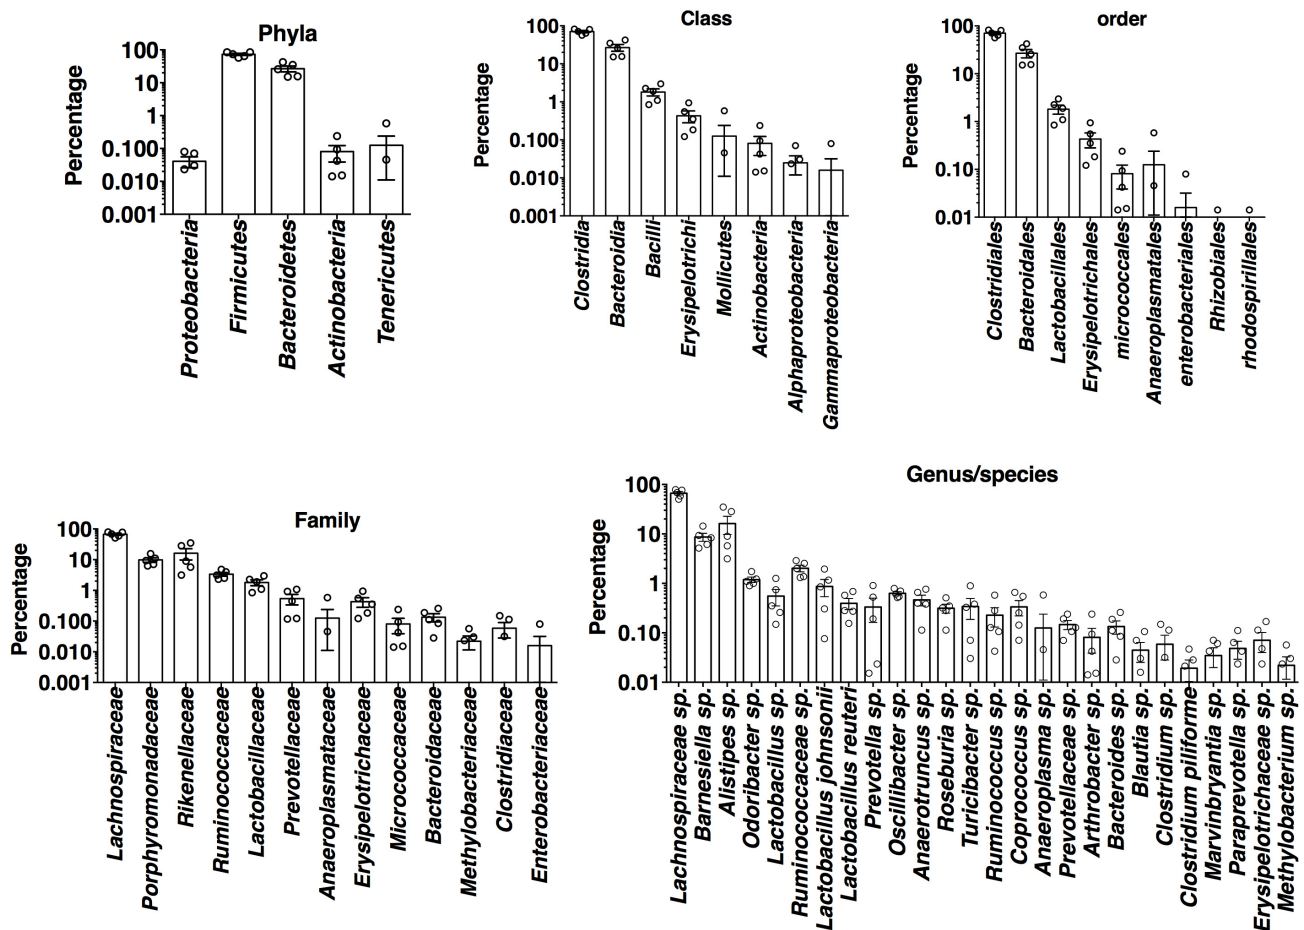 Phyla
Percentage
100
10
1
0.100
0.010
0.001
Proteobacteria
Firmicutes
Bacteroidetes
Actinobacteria
Tenericutes
Class
Percentage
100
10
1
0.100
0.010
0.001
Clostridia
Bacteroidia
Bacilli
Erysipelotrichi
Mollicutes
Actinobacteria
Alphaproteobacteria
Gammaproteobacteria
order
Percentage
100
10
1
0.10
0.01
Clostridiales
Bacteroidales
Lactobacillales
Erysipelotrichales
micrococcales
Anaeroplasmatales
enterobacteriales
Rhizobiales
rhodospirillales
Family
Percentage
100
10
1
0.100
0.010
0.001
Lachnospiraceae
Porphyromonadaceae
Rikenellaceae
Ruminococcaceae
Lactobacillaceae
Prevotellaceae
Anaeroplasmataceae
Erysipelotrichaceae
Micrococcaceae
Bacteroidaceae
Methylobacteriaceae
Clostridiaceae
Enterobacteriaceae
Genus/species
Percentage
100
10
1
0.10
0.01
Lachnospiraceae sp.
Barnesiella sp.
Alistipes sp.
Odoribacter sp.
Lactobacillus sp.
Ruminococcaceae sp.
Lactobacillus johnsonii
Lactobacillus reuteri
Prevotella sp.
Oscillibacter sp.
Anaerotruncus sp.
Roseburia sp.
Turicibacter sp.
Ruminococcus sp.
Coprococcus sp.
Anaeroplasma sp.
Prevotellaceae sp.
Arthrobacter sp.
Bacteroides sp.
Blautia sp.
Clostridium sp.
Clostridium piliforme
Marvinbryantia sp.
Paraprevotella sp.
Erysipelotrichaceae sp.
Methylobacterium sp.